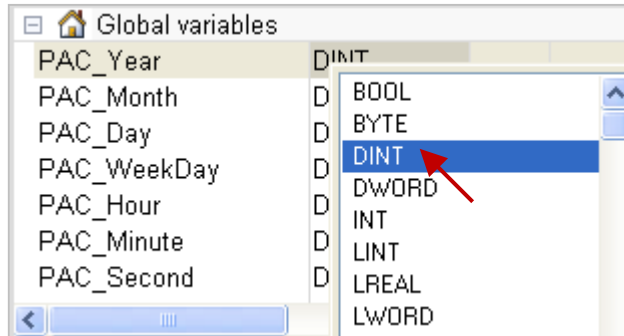 Global variables
PAC_Year DINT
PAC_Month D
PAC_Day D
PAC_WeekDay D
PAC_Hour D
PAC_Minute D
PAC_Second D
BOOL
BYTE
DINT
DWORD
INT
LINT
LREAL
LWORD